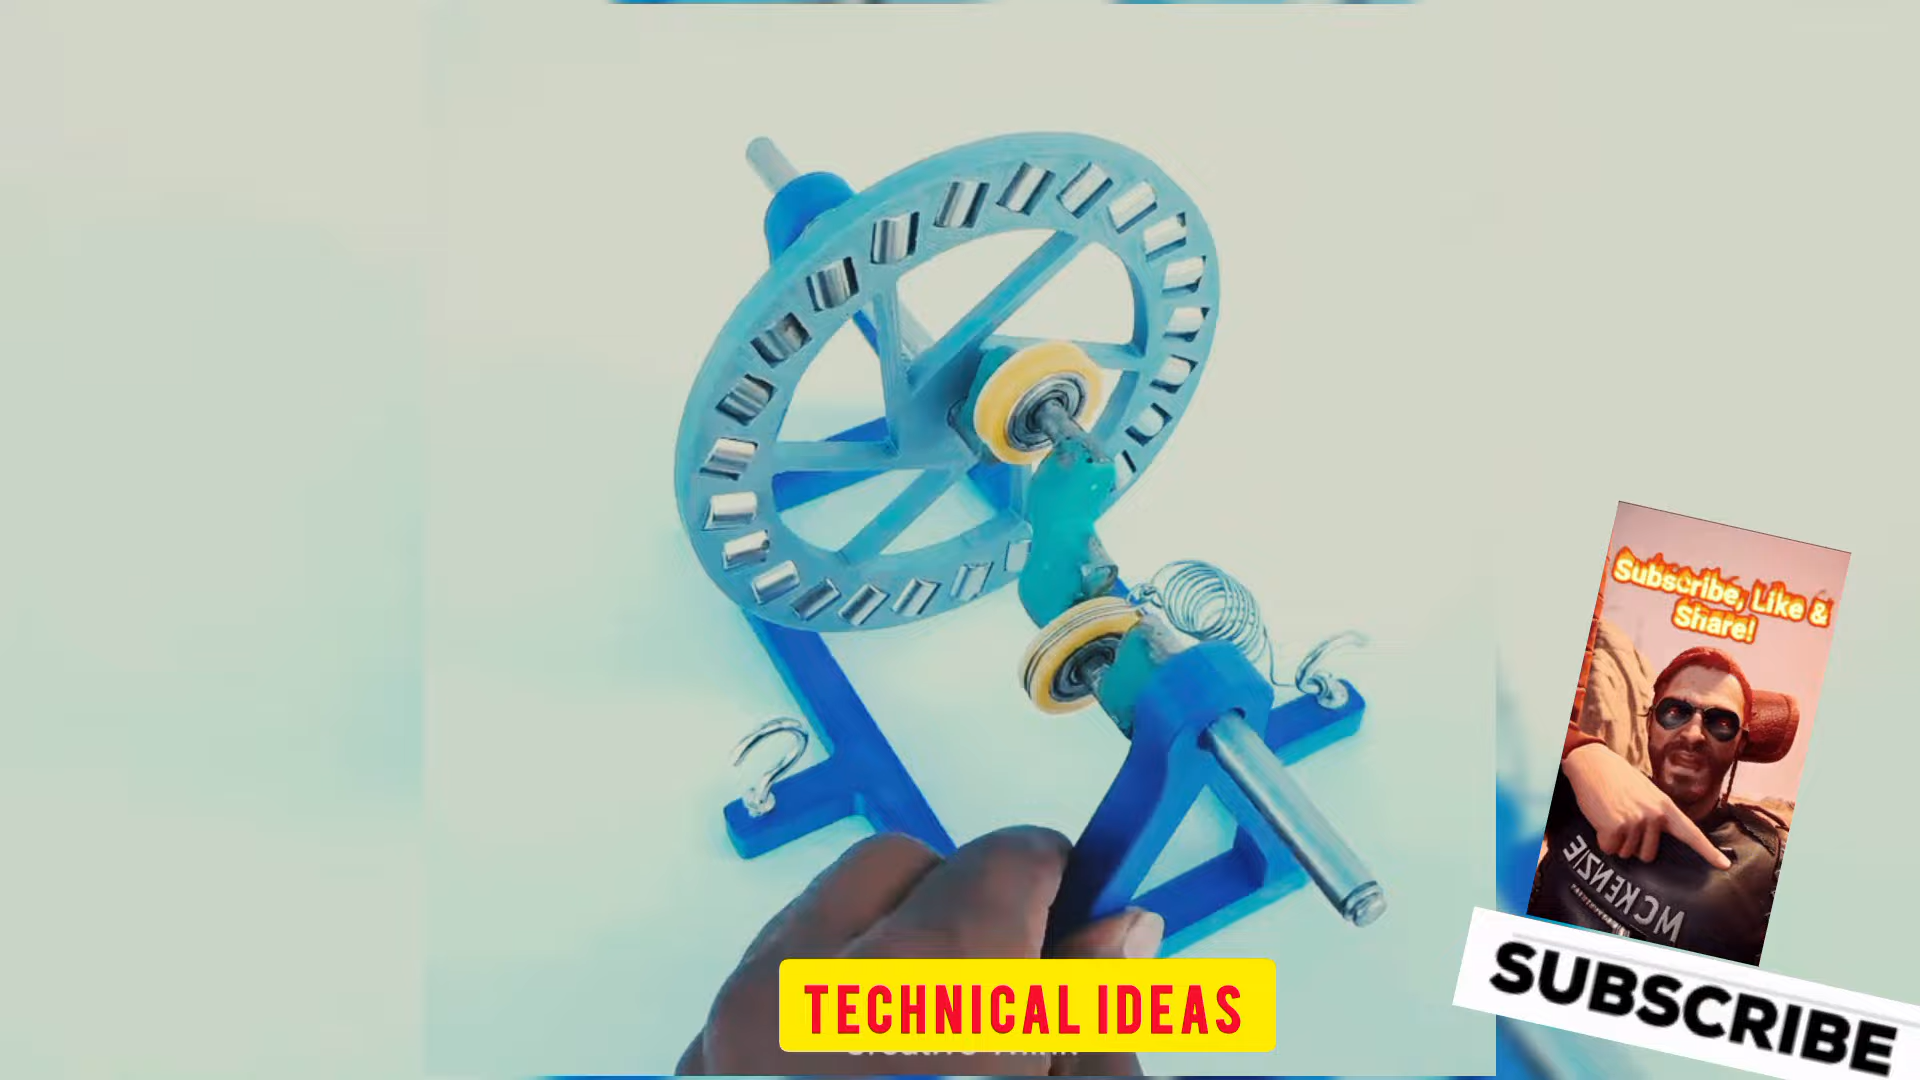 Subscribe, Like &
Share!
MCKENZIE
TECHNICAL IDEAS
SUBSCRIBE